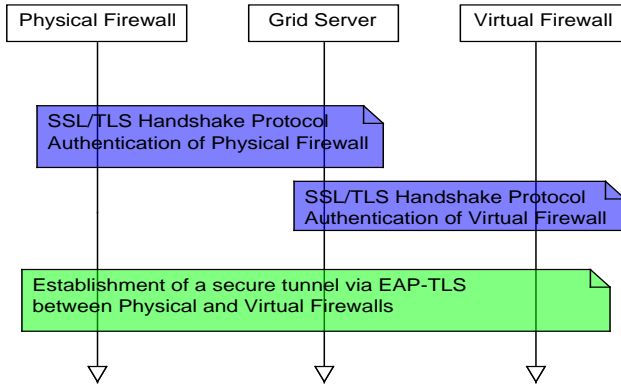 Physical Firewall
Grid Server
Virtual Firewall
SSL/TLS Handshake Protocol
Authentication of Physical Firewall
SSL/TLS Handshake Protocol
Authentication of Virtual Firewall
Establishment of a secure tunnel via EAP-TLS
between Physical and Virtual Firewalls